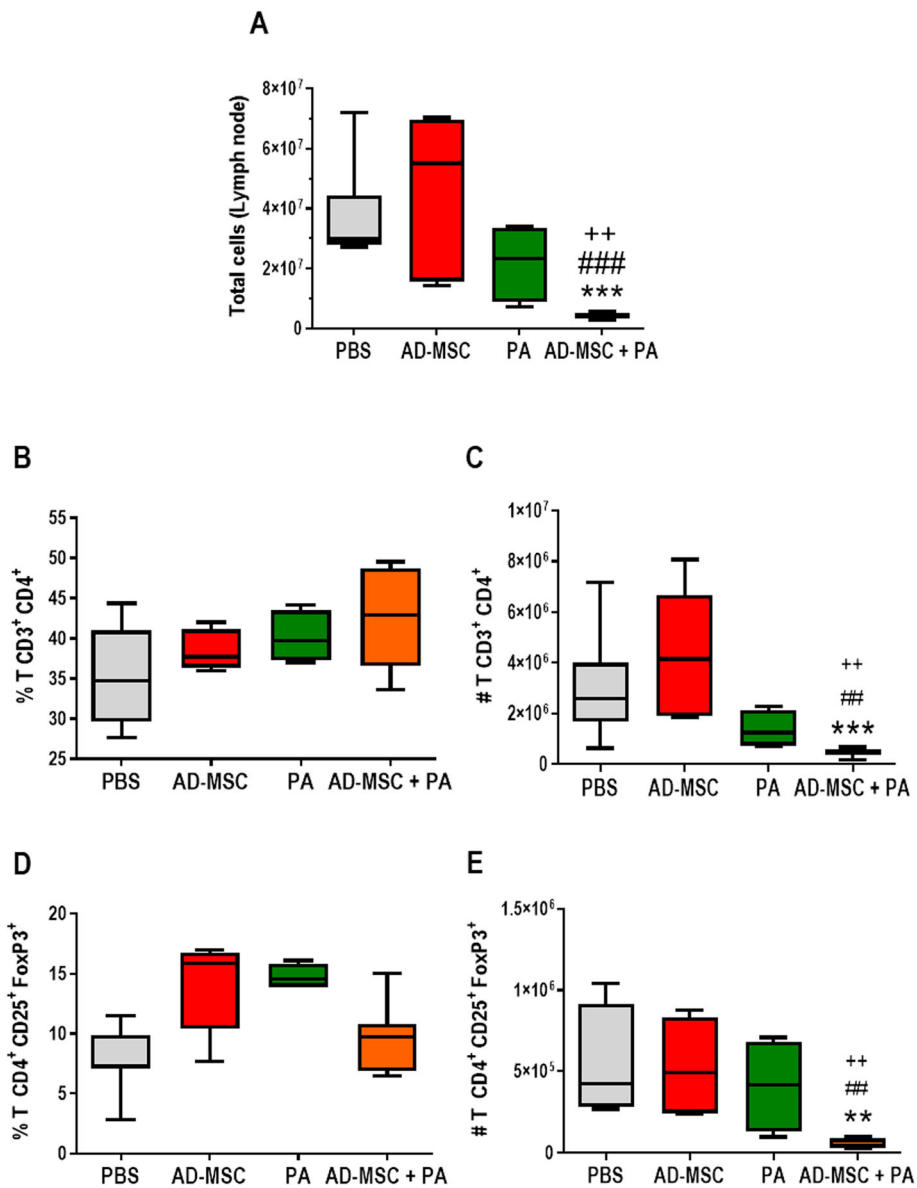 A
Total cells (Lymph node)
8×10⁷
6×10⁷
4×10⁷
2×10⁷
0
++
###
***
PBS AD-MSC PA AD-MSC + PA
B
% T CD3⁺ CD4⁺
55
50
45
40
35
30
25
PBS AD-MSC PA AD-MSC + PA
C
# T CD3⁺ CD4⁺
1×10⁷
8×10⁶
6×10⁶
4×10⁶
2×10⁶
0
++
##
***
PBS AD-MSC PA AD-MSC + PA
D
% T CD4⁺ CD25⁺ FoxP3⁺
20
15
10
5
0
PBS AD-MSC PA AD-MSC + PA
E
# T CD4⁺ CD25⁺ FoxP3⁺
1.5×10⁶
1×10⁶
5×10⁵
0
++
##
**
PBS AD-MSC PA AD-MSC + PA